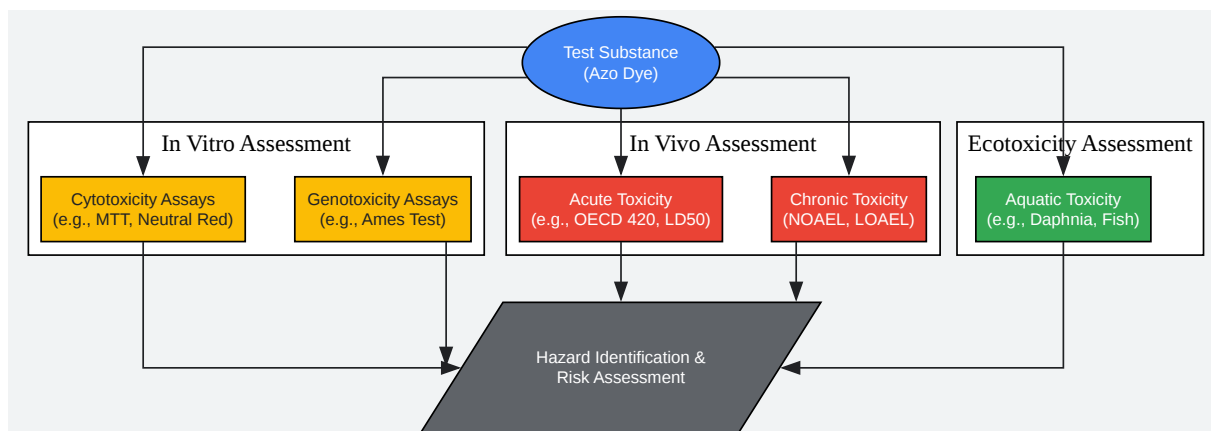 Test Substance
(Azo Dye)
In Vitro Assessment
In Vivo Assessment
Ecotoxicity Assessment
Cytotoxicity Assays
(e.g., MTT, Neutral Red)
Genotoxicity Assays
(e.g., Ames Test)
Acute Toxicity
(e.g., OECD 420, LD50)
Chronic Toxicity
(NOAEL, LOAEL)
Aquatic Toxicity
(e.g., Daphnia, Fish)
Hazard Identification &
Risk Assessment